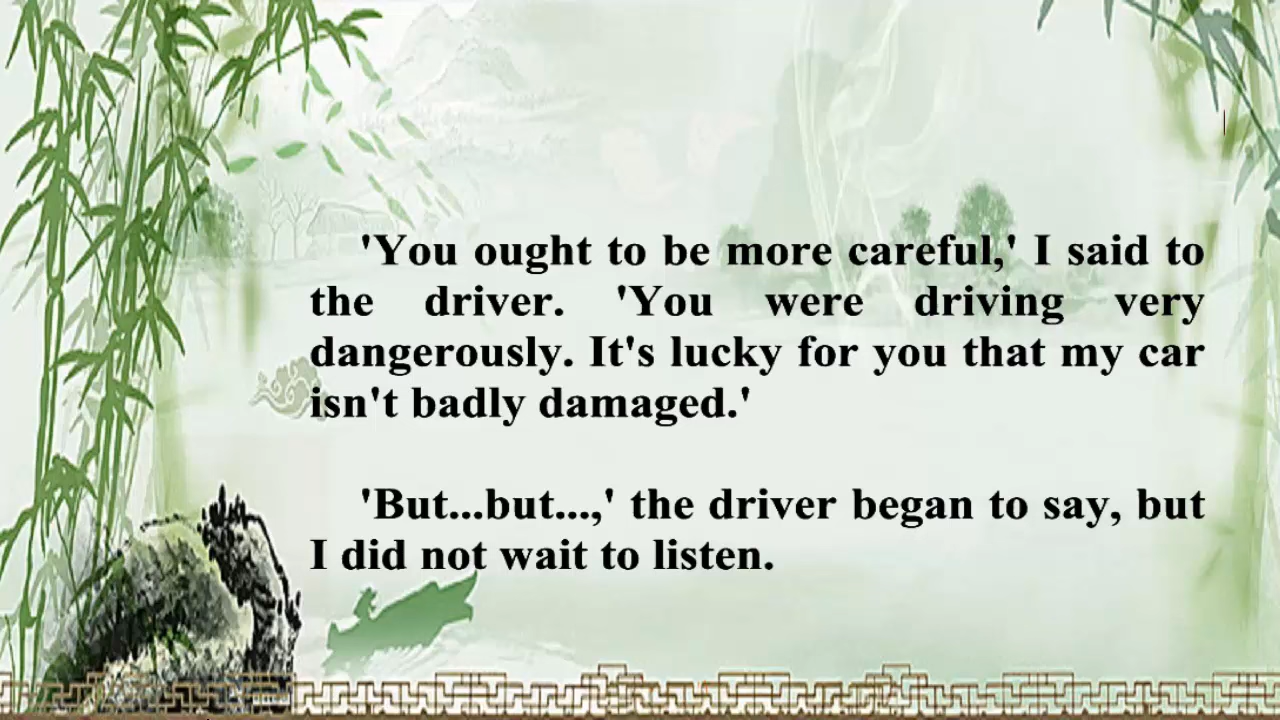 'You ought to be more careful,' I said to
the driver. 'You were driving very
dangerously. It's lucky for you that my car
isn't badly damaged.'
'But...but...,' the driver began to say, but
I did not wait to listen.